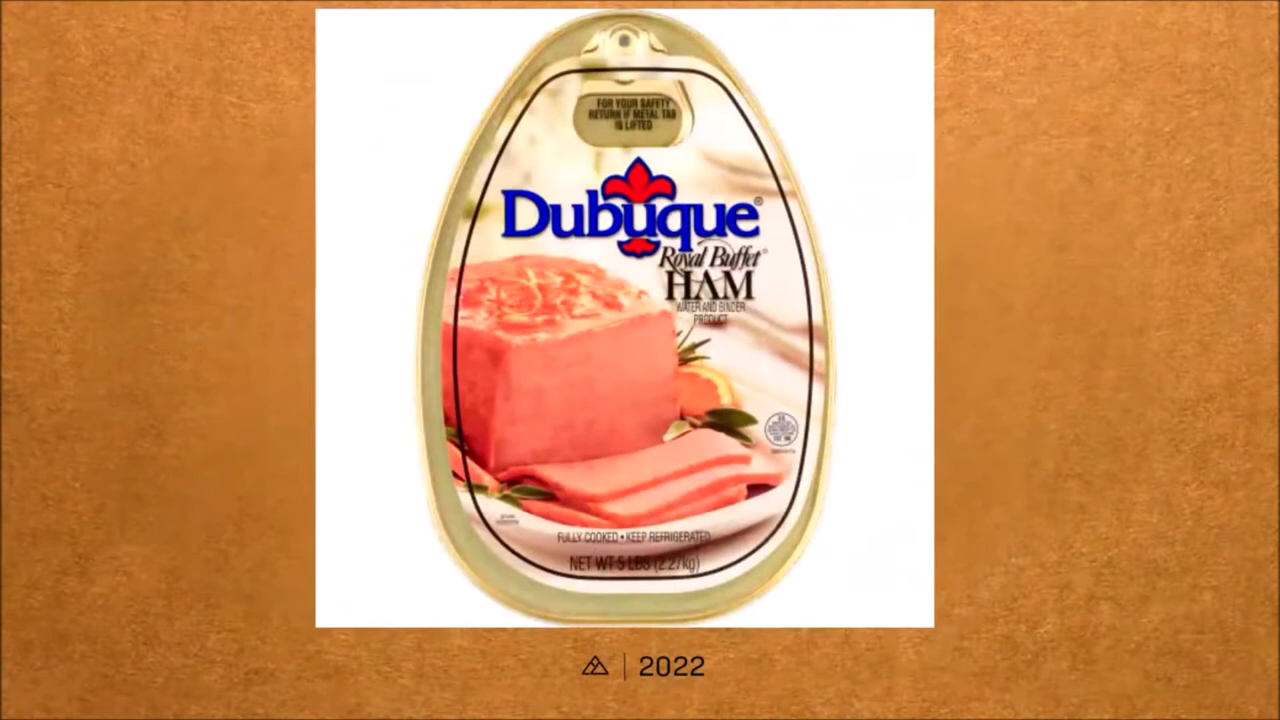 FOR YOUR SAFETY
RETURN IF METAL TAB
IS LIFTED
Dubuque®
Royal Buffet®
HAM
WATER AND BINDER
PRODUCT
FULLY COOKED • KEEP REFRIGERATED
NET WT 5 LBS (2.27kg)
2022